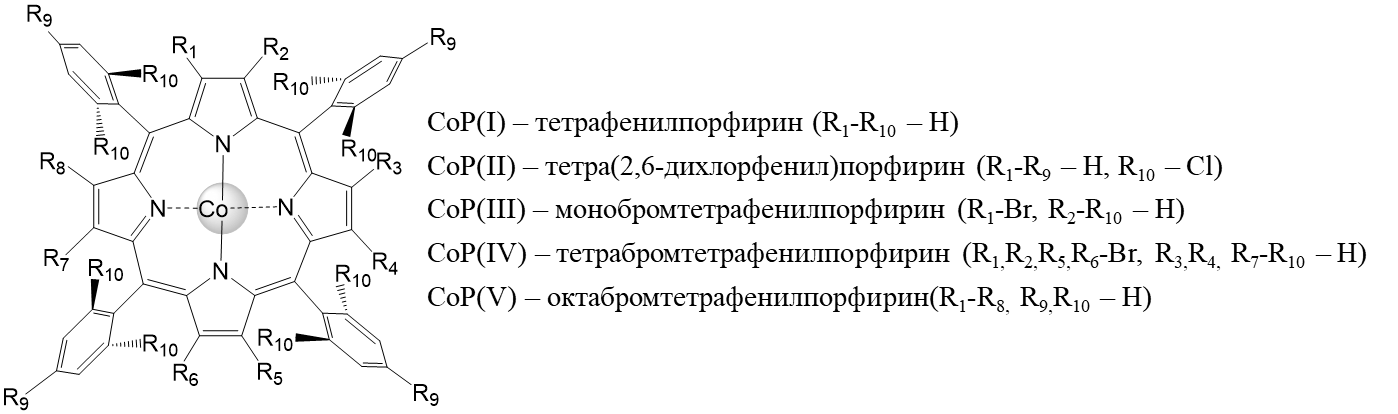 R9
R1 R2
R9
R10
R10
R10
R10
N
R8
R3
N Co N
R7
R4
N
R10
R10
R10
R10
R6 R5
R9
R9
CoP(I) – тетрафенилпорфирин (R1-R10 – H)
CoP(II) – тетра(2,6-дихлорфенил)порфирин (R1-R9 – H, R10 – Cl)
CoP(III) – монобромтетрафенилпорфирин (R1-Br, R2-R10 – H)
CoP(IV) – тетрабромтетрафенилпорфирин (R1,R2,R5,R6-Br, R3,R4, R7-R10 – H)
CoP(V) – октабромтетрафенилпорфирин(R1-R8, R9,R10 – H)